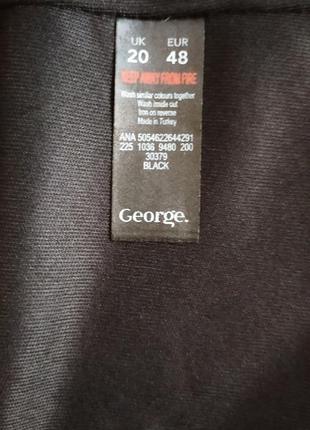 UK EUR
20 48
KEEP AWAY FROM FIRE
Wash similar colours together
Wash inside out
Iron on reverse
Made in Turkey
ANA 5054622644291
225 1036 9480 200
30379
BLACK
George.